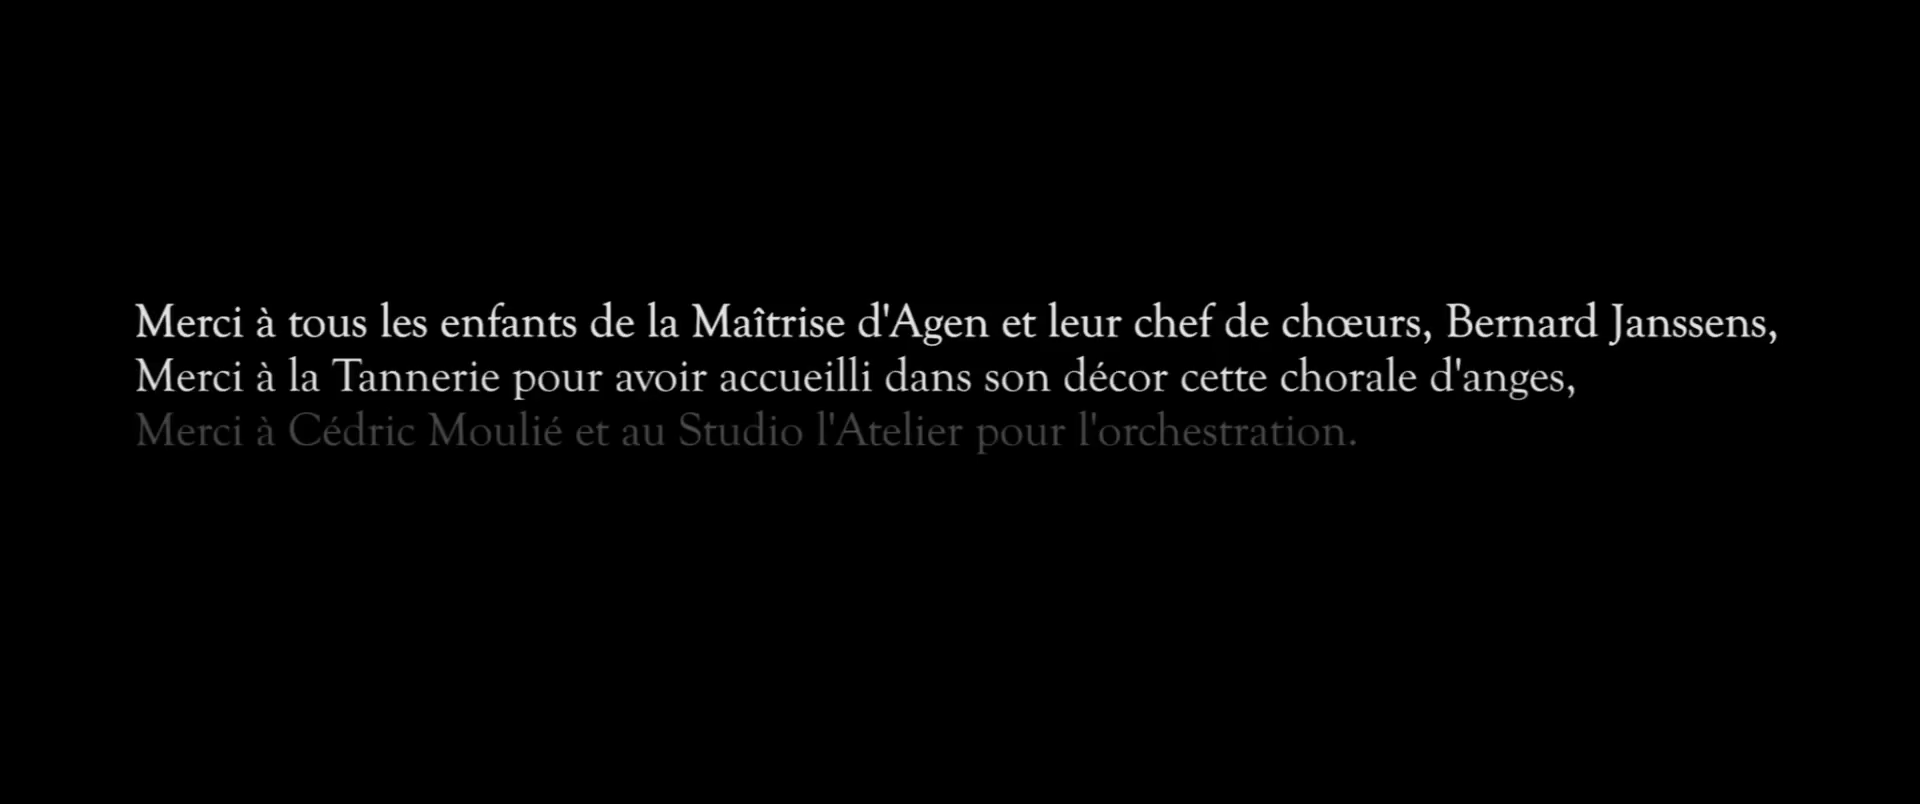 Merci à tous les enfants de la Maîtrise d'Agen et leur chef de chœurs, Bernard Janssens,
Merci à la Tannerie pour avoir accueilli dans son décor cette chorale d'anges,
Merci à Cédric Moulié et au Studio l'Atelier pour l'orchestration.